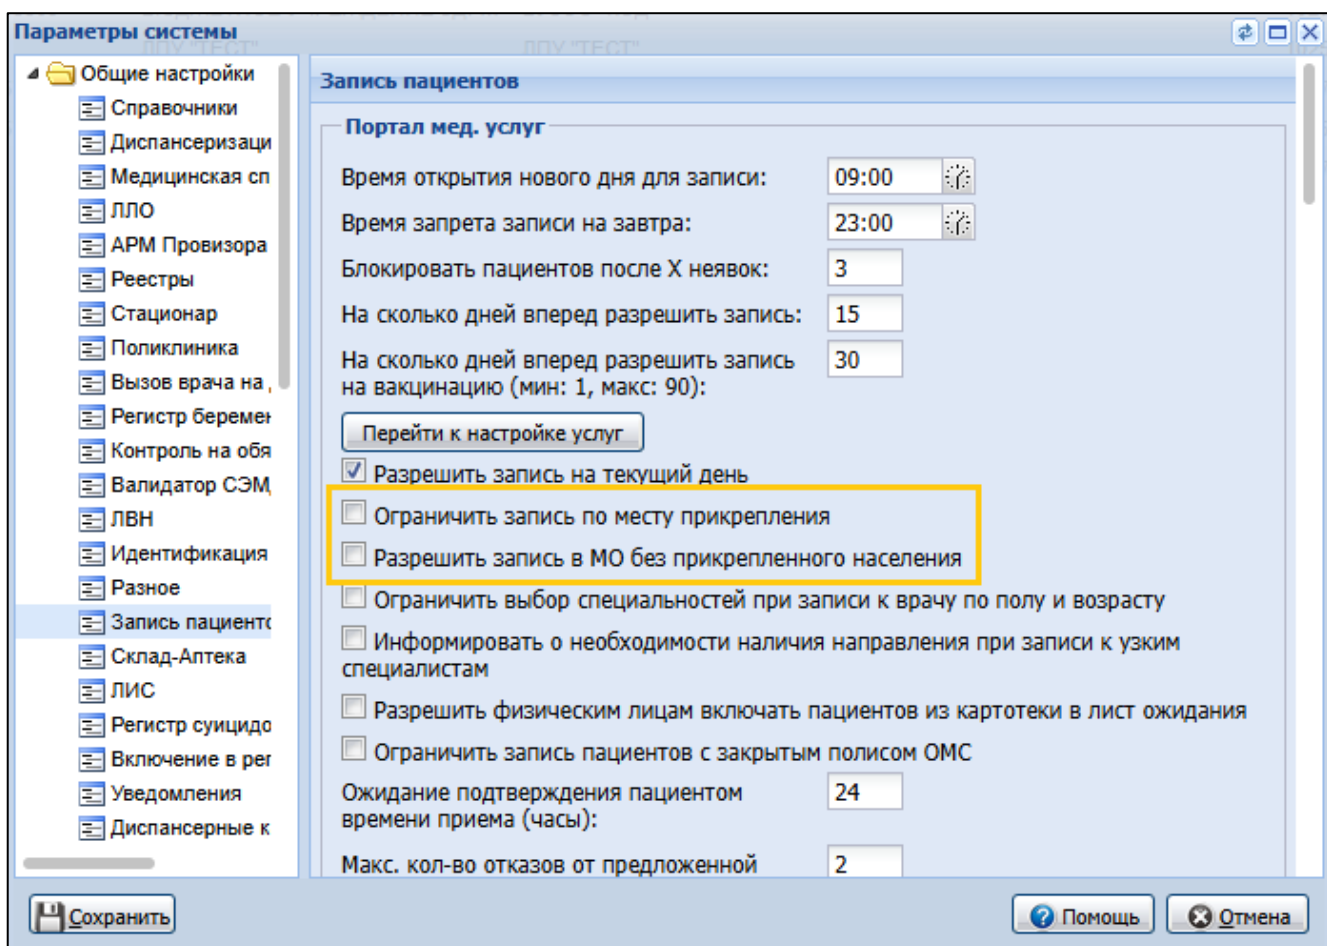 Параметры системы
ЛПУ "ТЕСТ"
ЛПУ "ТЕСТ"
Общие настройки
Справочники
Диспансеризаци
Медицинская сп
ЛЛО
АРМ Провизора
Реестры
Стационар
Поликлиника
Вызов врача на
Регистр беремен
Контроль на обя
Валидатор СЭМ
ЛВН
Идентификация
Разное
Запись пациенто
Склад-Аптека
ЛИС
Регистр суицидо
Включение в рег
Уведомления
Диспансерные к
Запись пациентов
Портал мед. услуг
Время открытия нового дня для записи: 09:00
Время запрета записи на завтра: 23:00
Блокировать пациентов после X неявок: 3
На сколько дней вперед разрешить запись: 15
На сколько дней вперед разрешить запись 30
на вакцинацию (мин: 1, макс: 90):
Перейти к настройке услуг
Разрешить запись на текущий день
Ограничить запись по месту прикрепления
Разрешить запись в МО без прикрепленного населения
Ограничить выбор специальностей при записи к врачу по полу и возрасту
Информировать о необходимости наличия направления при записи к узким
специалистам
Разрешить физическим лицам включать пациентов из картотеки в лист ожидания
Ограничить запись пациентов с закрытым полисом ОМС
Ожидание подтверждения пациентом 24
времени приема (часы):
Макс. кол-во отказов от предложенной 2
Сохранить
Помощь
Отмена